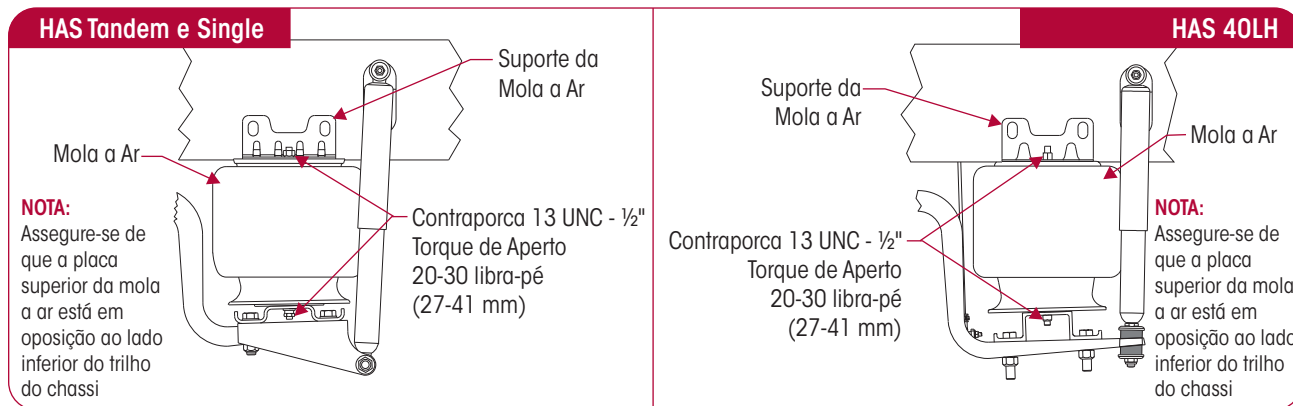 HAS Tandem e Single
Suporte da
Mola a Ar
Mola a Ar
NOTA:
Assegure-se de
que a placa
superior da mola
a ar está em
oposição ao lado
inferior do trilho
do chassi
Contraporca 13 UNC - ½"
Torque de Aperto
20-30 libra-pé
(27-41 mm)
HAS 40LH
Suporte da
Mola a Ar
Mola a Ar
Contraporca 13 UNC - ½"
Torque de Aperto
20-30 libra-pé
(27-41 mm)
NOTA:
Assegure-se de
que a placa
superior da mola
a ar está em
oposição ao lado
inferior do trilho
do chassi